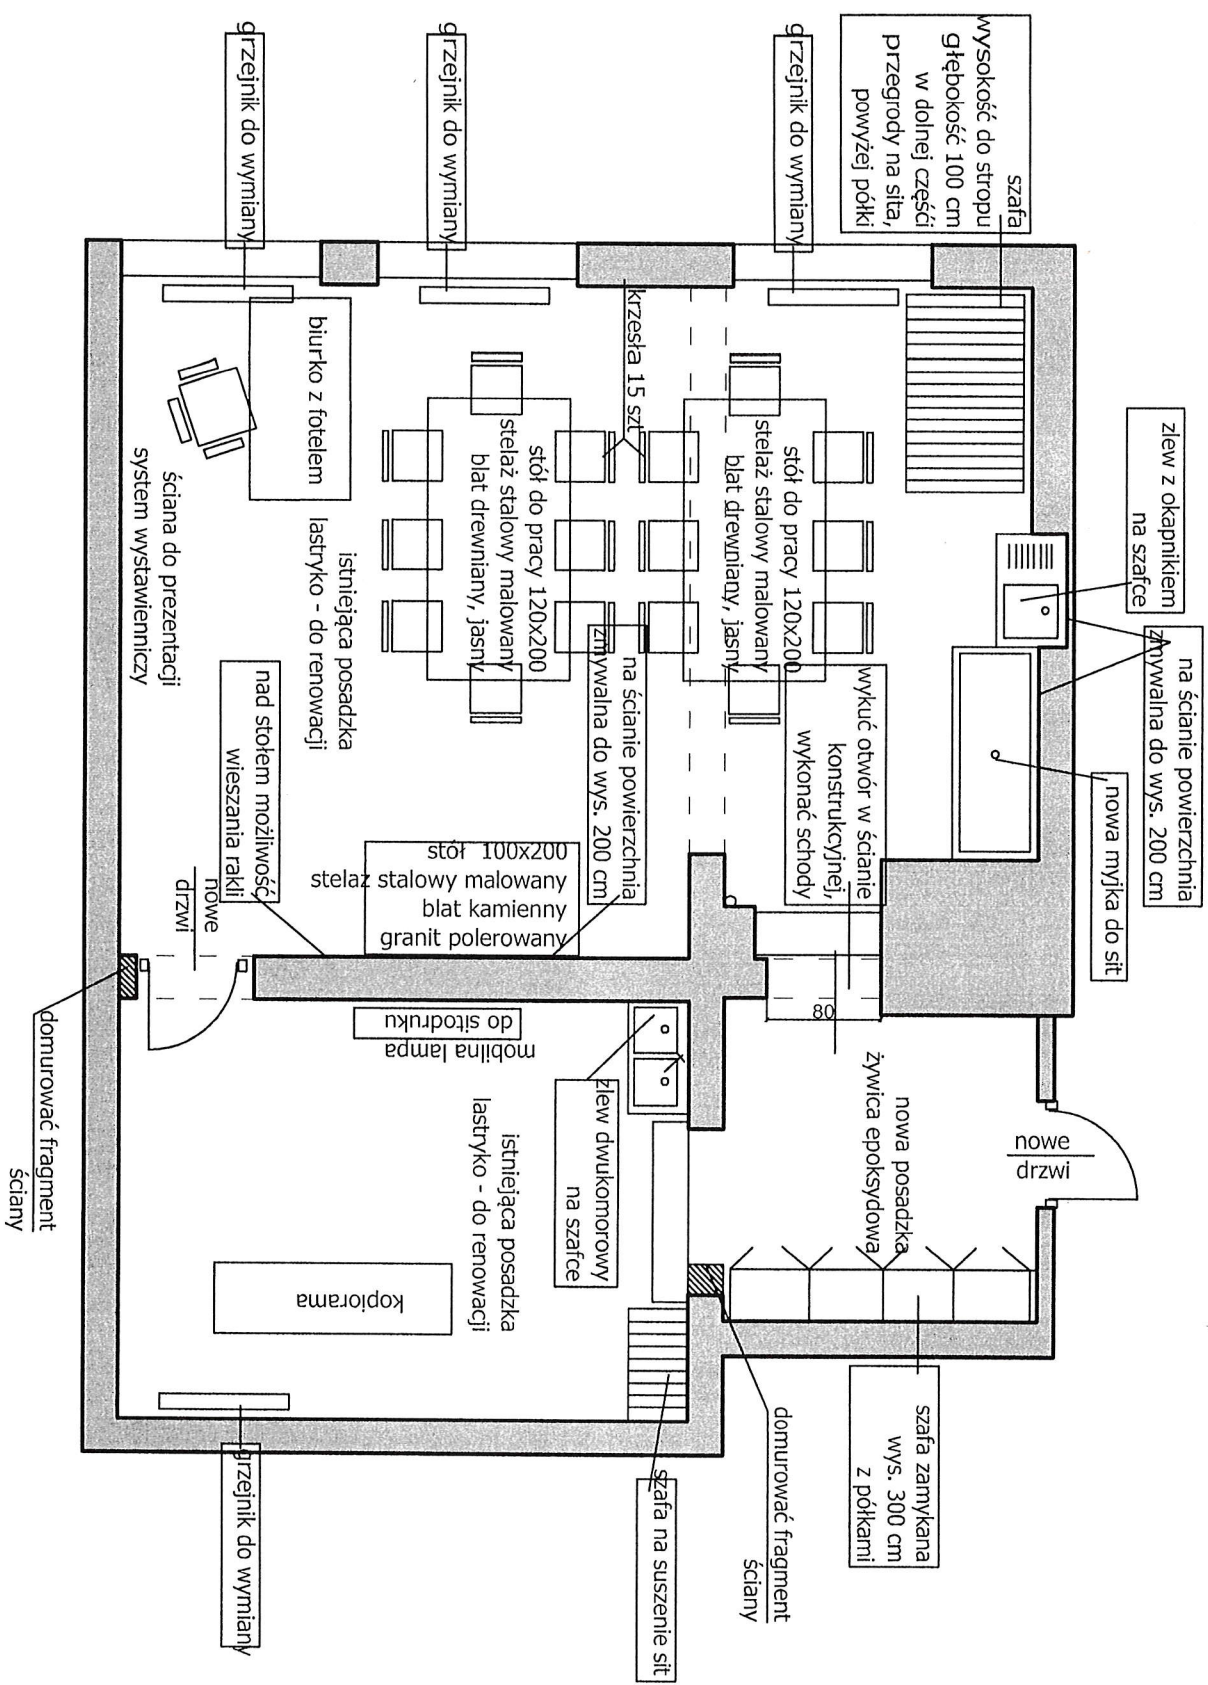 szafa
wysokość do stropu
głębokość 100 cm
w dolnej częśći
przegrody na sita,
powyżej półki
grzejnik do wymiany
grzejnik do wymiany
grzejnik do wymiany
zlew z okapnikiem
na szafce
na ścianie powierzchnia
zmywalna do wys. 200 cm
nowa myjka do sit
krzesła 15 szt
stół do pracy 120x200
stelaż stalowy malowany
blat drewniany, jasny
stół do pracy 120x200
stelaż stalowy malowany
blat drewniany, jasny
biurko z fotelem
istniejąca posadzka
lastryko - do renowacji
ściana do prezentacji
system wystawienniczy
wykuć otwór w ścianie
konstrukcyjnej,
wykonać schody
na ścianie powierzchnia
zmywalna do wys. 200 cm
nad stołem możliwość
wieszania rakli
stół 100x200
stelaż stalowy malowany
blat kamienny
granit polerowany
nowe
drzwi
80
nowe
drzwi
nowa posadzka
żywica epoksydowa
mobilna lampa
do sitodruku
zlew dwukomorowy
na szafce
istniejąca posadzka
lastryko - do renowacji
kopiorama
domurować fragment
ściany
szafa zamykana
wys. 300 cm
z półkami
domurować fragment
ściany
szafa na suszenie sit
grzejnik do wymiany